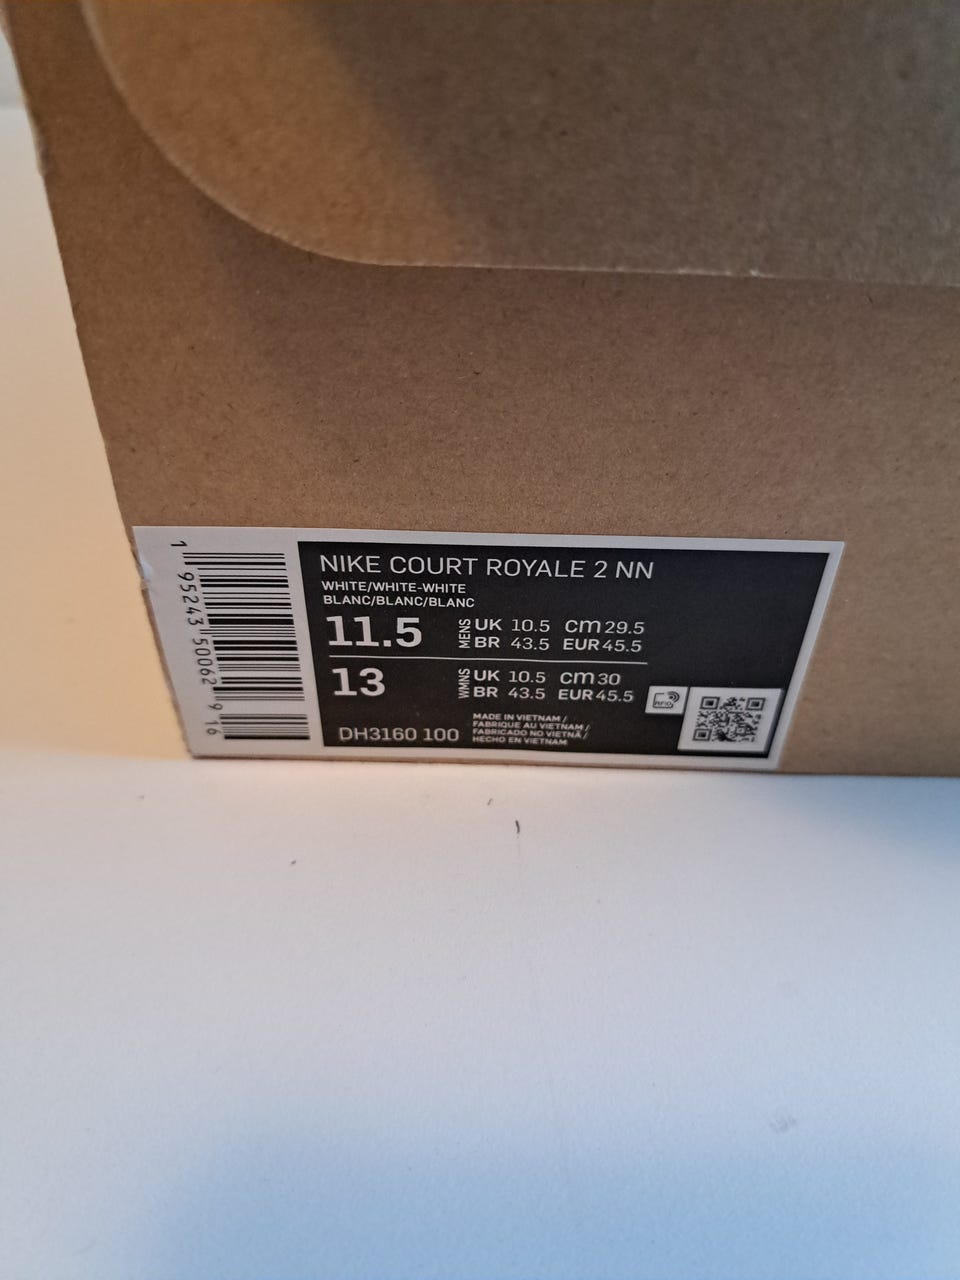 NIKE COURT ROYALE 2 NN
WHITE/WHITE-WHITE
BLANC/BLANC/BLANC
11.5 MENS UK 10.5 CM 29.5
BR 43.5 EUR 45.5
13 WMNS UK 10.5 CM 30
BR 43.5 EUR 45.5
RFID
DH3160 100
MADE IN VIETNAM /
FABRIQUE AU VIETNAM /
FABRICADO NO VIETNÃ /
HECHO EN VIETNAM
1 95243 50062 9 16